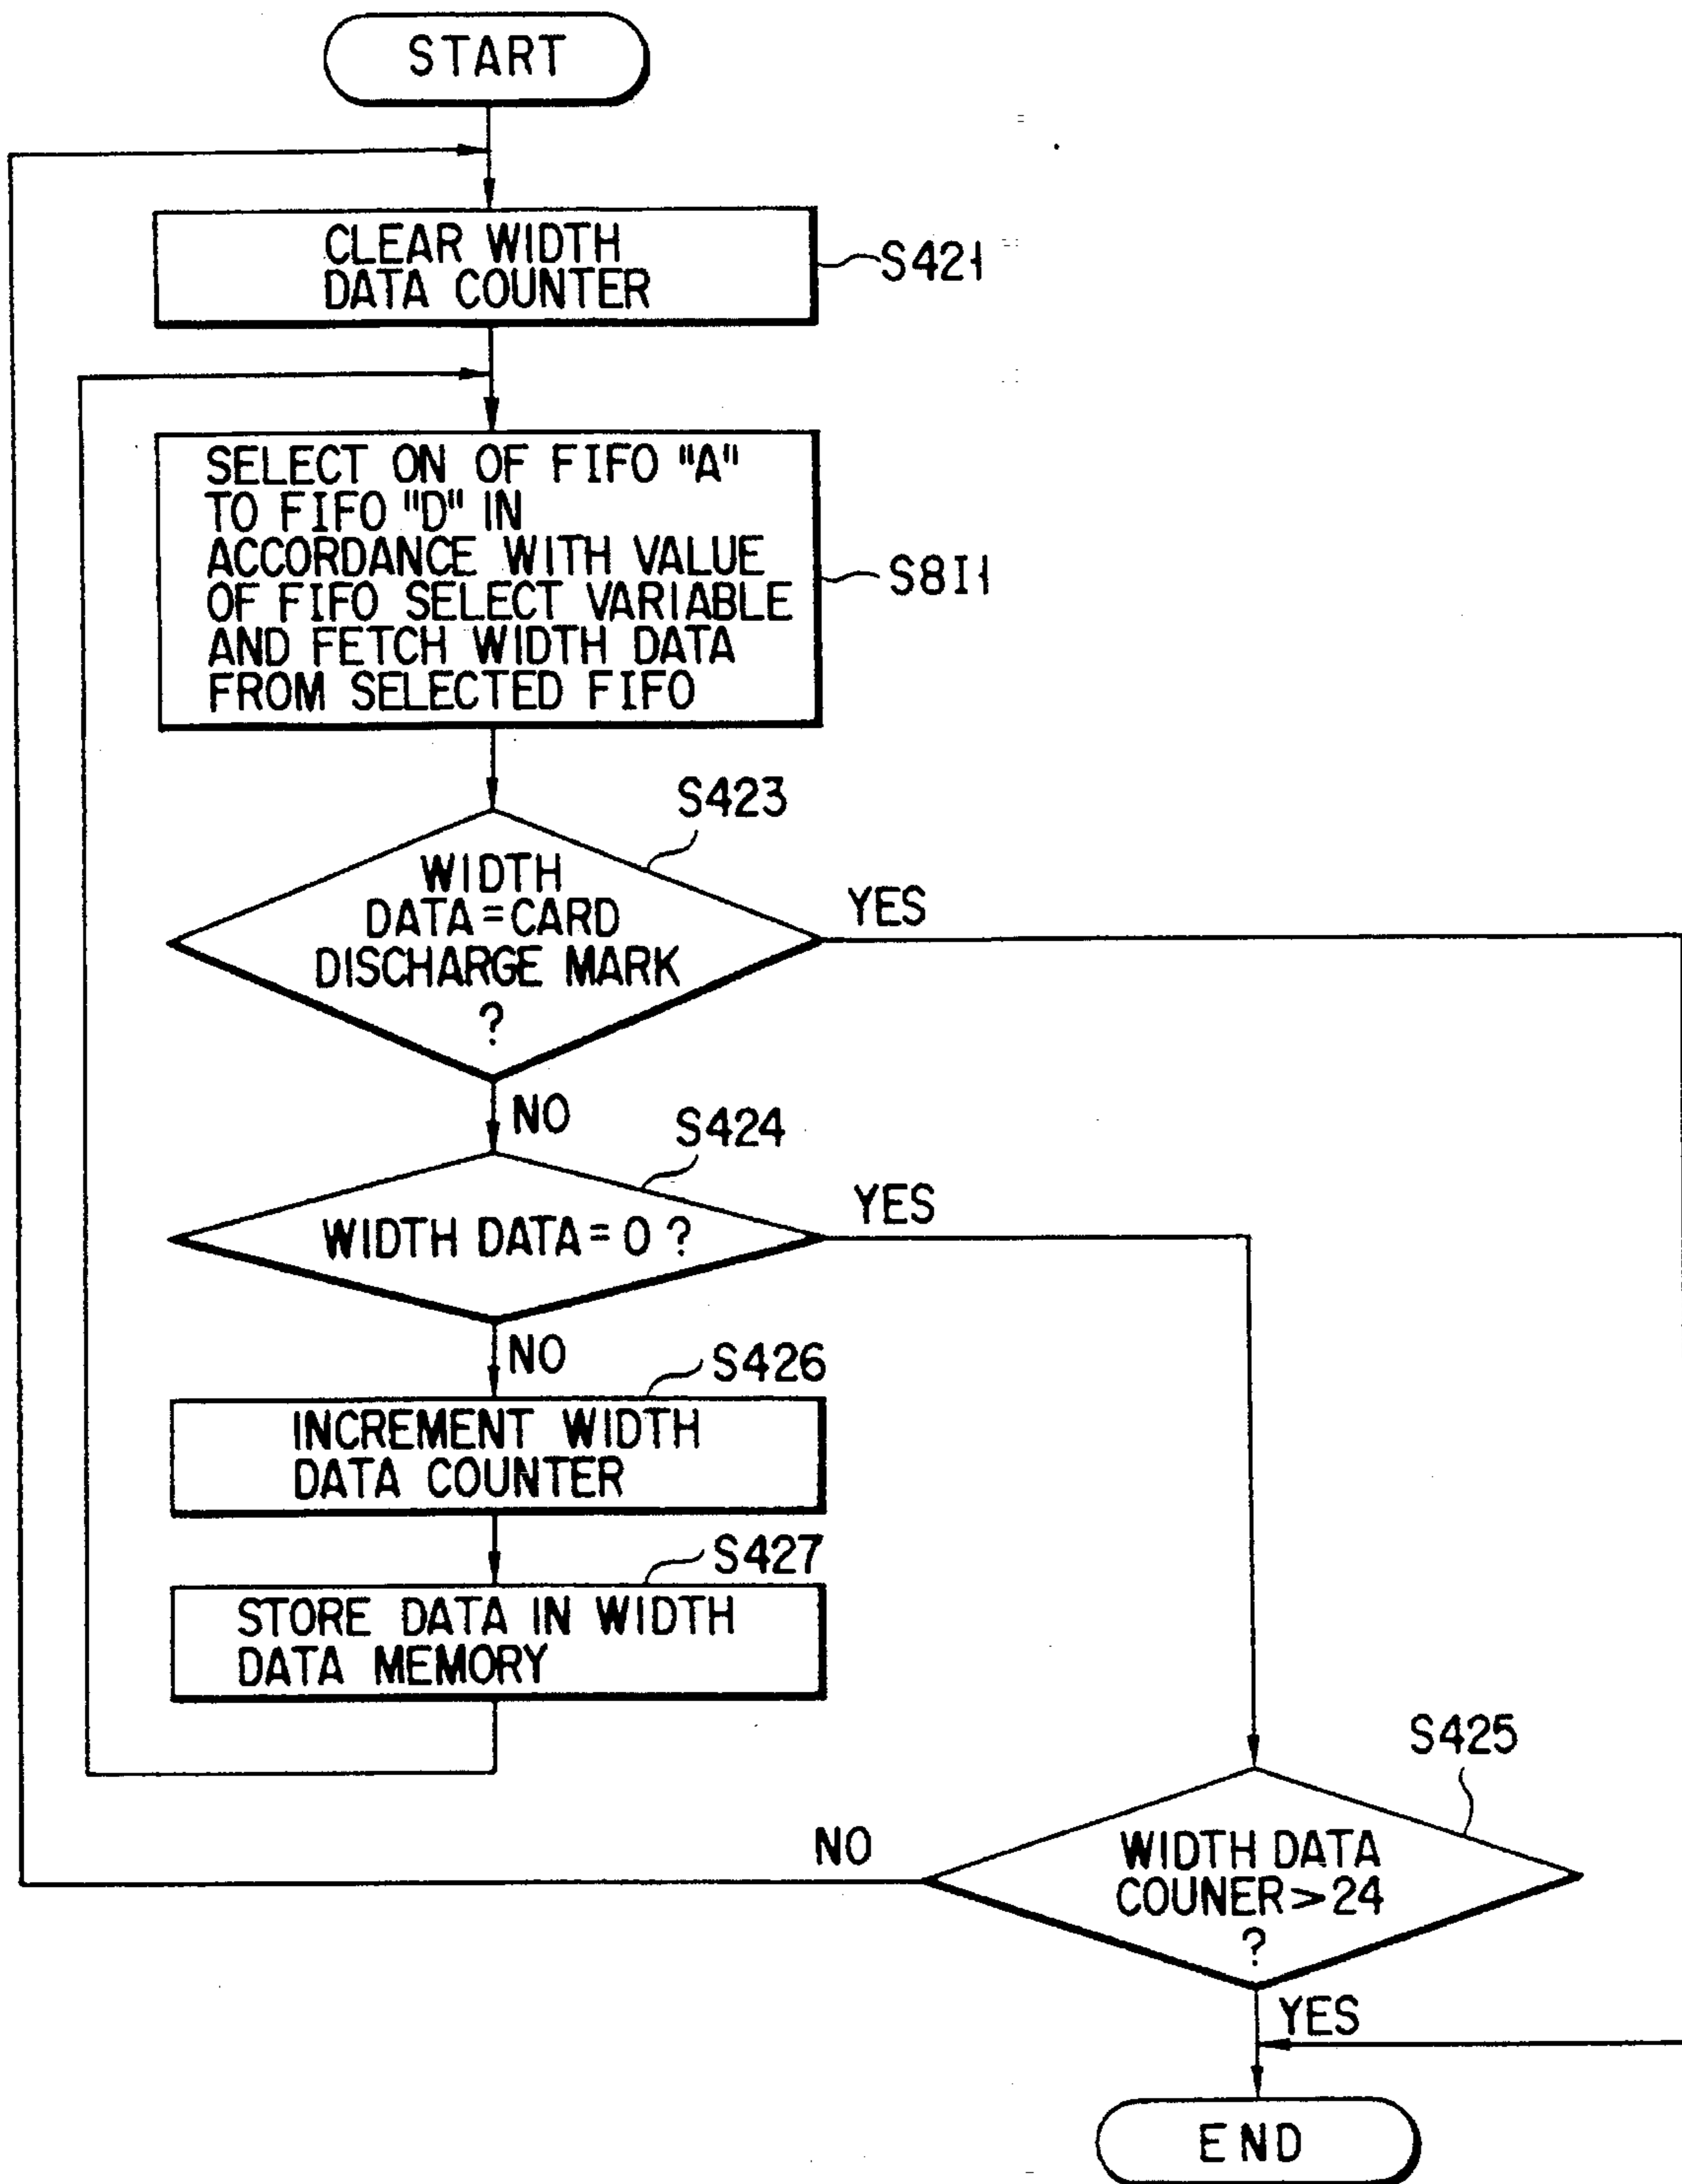 START
CLEAR WIDTH
DATA COUNTER
S421
SELECT ON OF FIFO "A"
TO FIFO "D" IN
ACCORDANCE WITH VALUE
OF FIFO SELECT VARIABLE
AND FETCH WIDTH DATA
FROM SELECTED FIFO
S811
S423
WIDTH
DATA=CARD
DISCHARGE MARK
?
YES
NO
S424
WIDTH DATA=0 ?
YES
NO
S426
INCREMENT WIDTH
DATA COUNTER
S427
STORE DATA IN WIDTH
DATA MEMORY
S425
NO
WIDTH DATA
COUNER>24
?
YES
END